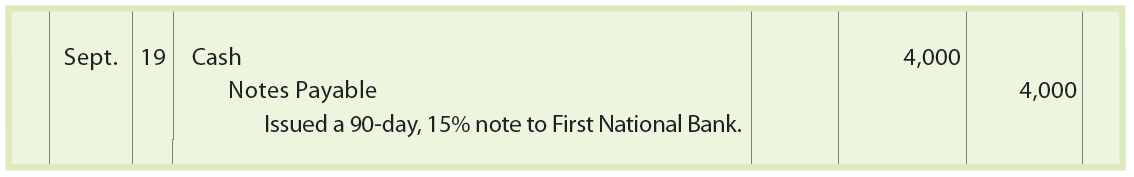 Sept. 19 Cash 4,000
Notes Payable 4,000
Issued a 90-day, 15% note to First National Bank.